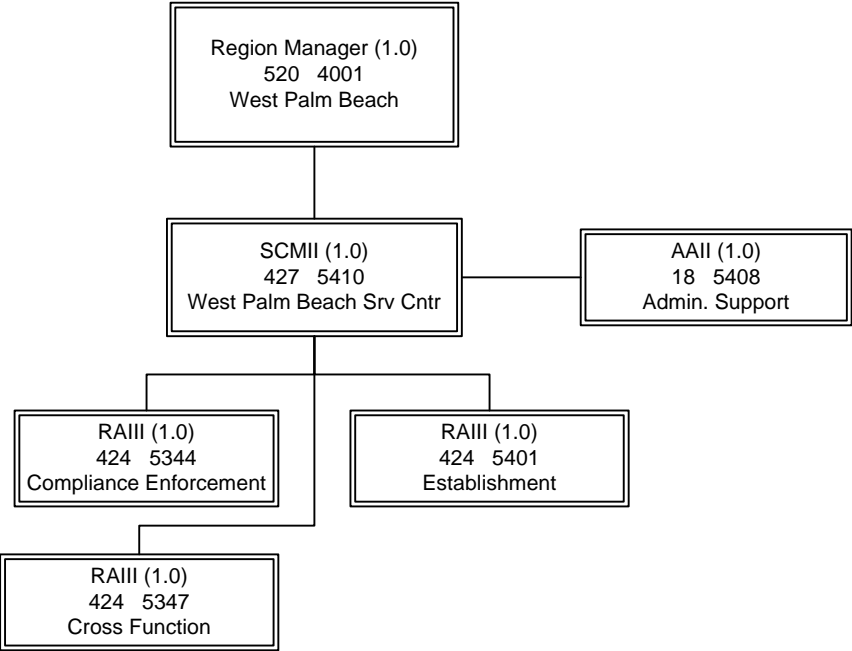 Region Manager (1.0)
520 4001
West Palm Beach
SCMII (1.0)
427 5410
West Palm Beach Srv Cntr
AAII (1.0)
18 5408
Admin. Support
RAIII (1.0)
424 5344
Compliance Enforcement
RAIII (1.0)
424 5401
Establishment
RAIII (1.0)
424 5347
Cross Function